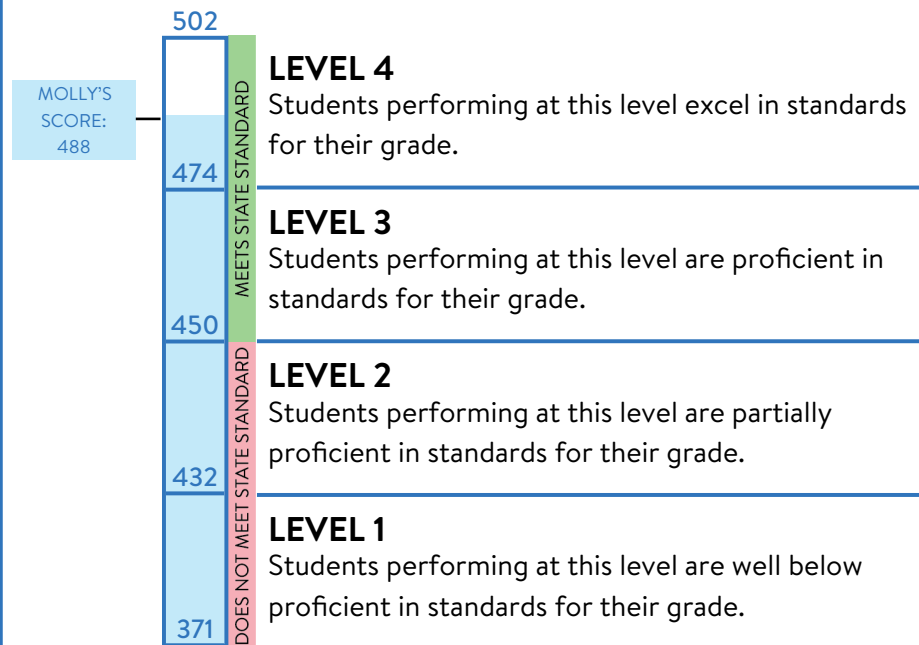 502
MOLLY'S
SCORE:
488
474
450
432
371
MEETS STATE STANDARD
DOES NOT MEET STATE STANDARD
LEVEL 4
Students performing at this level excel in standards
for their grade.
LEVEL 3
Students performing at this level are proficient in
standards for their grade.
LEVEL 2
Students performing at this level are partially
proficient in standards for their grade.
LEVEL 1
Students performing at this level are well below
proficient in standards for their grade.